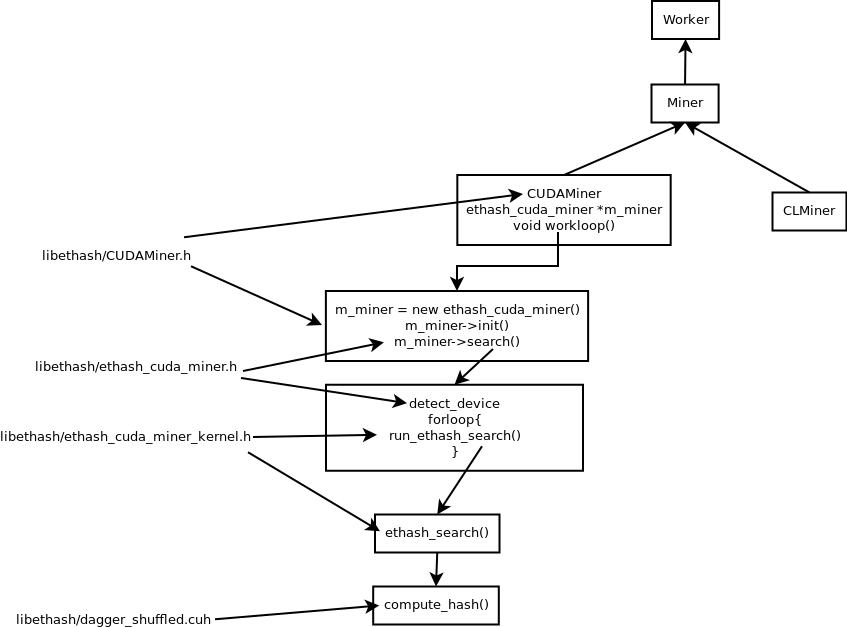 Worker
Miner
CUDAMiner
ethash_cuda_miner *m_miner
void workloop()
CLMiner
libethash/CUDAMiner.h
m_miner = new ethash_cuda_miner()
m_miner->init()
m_miner->search()
libethash/ethash_cuda_miner.h
detect_device
forloop{
run_ethash_search()
}
libethash/ethash_cuda_miner_kernel.h
ethash_search()
compute_hash()
libethash/dagger_shuffled.cuh